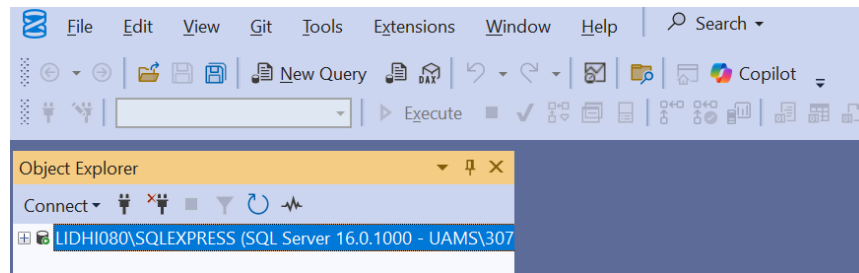 File Edit View Git Tools Extensions Window Help Search
New Query DAX Copilot
Execute
Object Explorer
Connect
LIDHI080\SQLEXPRESS (SQL Server 16.0.1000 - UAMS\307